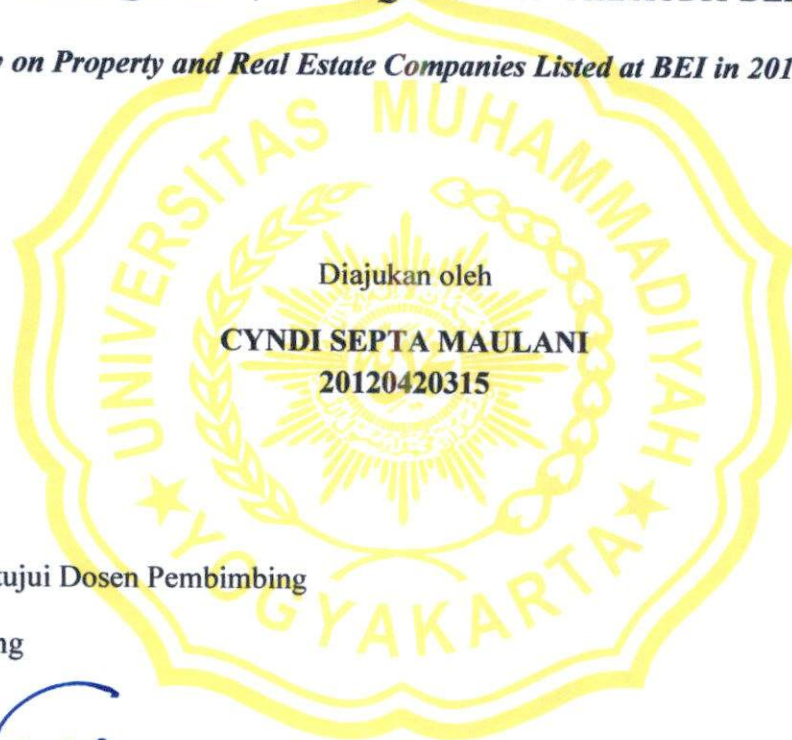 on Property and Real Estate Companies Listed at BEI in 201
UNIVERSITAS MUHAMMADIYAH
YOGYAKARTA
Diajukan oleh
CYNDI SEPTA MAULANI
20120420315
tujui Dosen Pembimbing
ng